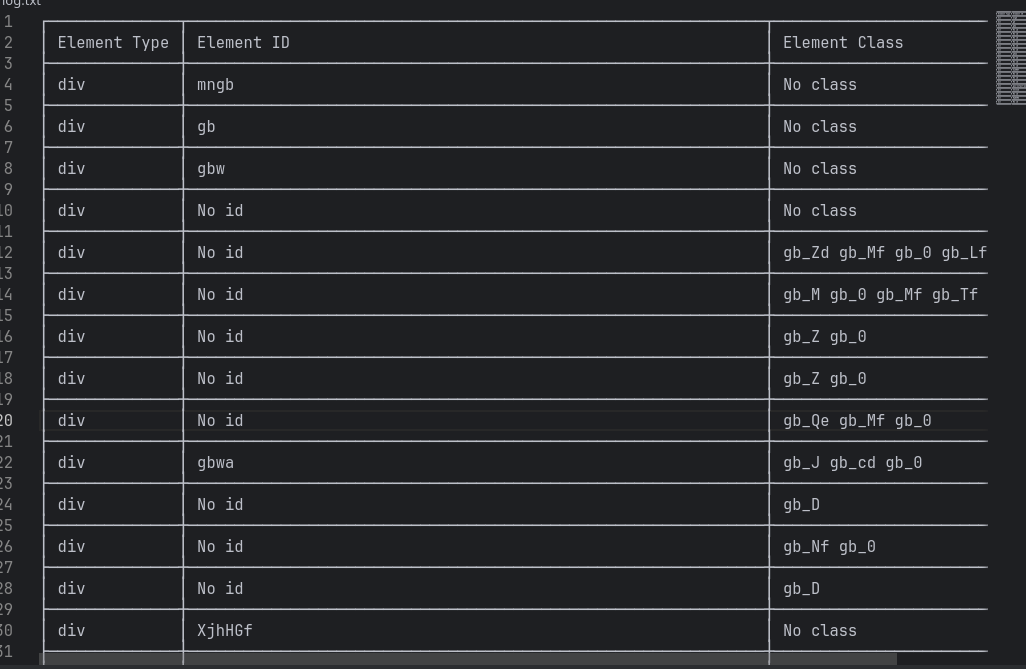 log.txt
1
2 Element Type Element ID Element Class
3
4 div mngb No class
5
6 div gb No class
7
8 div gbw No class
9
10 div No id No class
11
12 div No id gb_Zd gb_Mf gb_0 gb_Lf
13
14 div No id gb_M gb_0 gb_Mf gb_Tf
15
16 div No id gb_Z gb_0
17
18 div No id gb_Z gb_0
19
20 div No id gb_Qe gb_Mf gb_0
21
22 div gbwa gb_J gb_cd gb_0
23
24 div No id gb_D
25
26 div No id gb_Nf gb_0
27
28 div No id gb_D
29
30 div XjhHGf No class
31